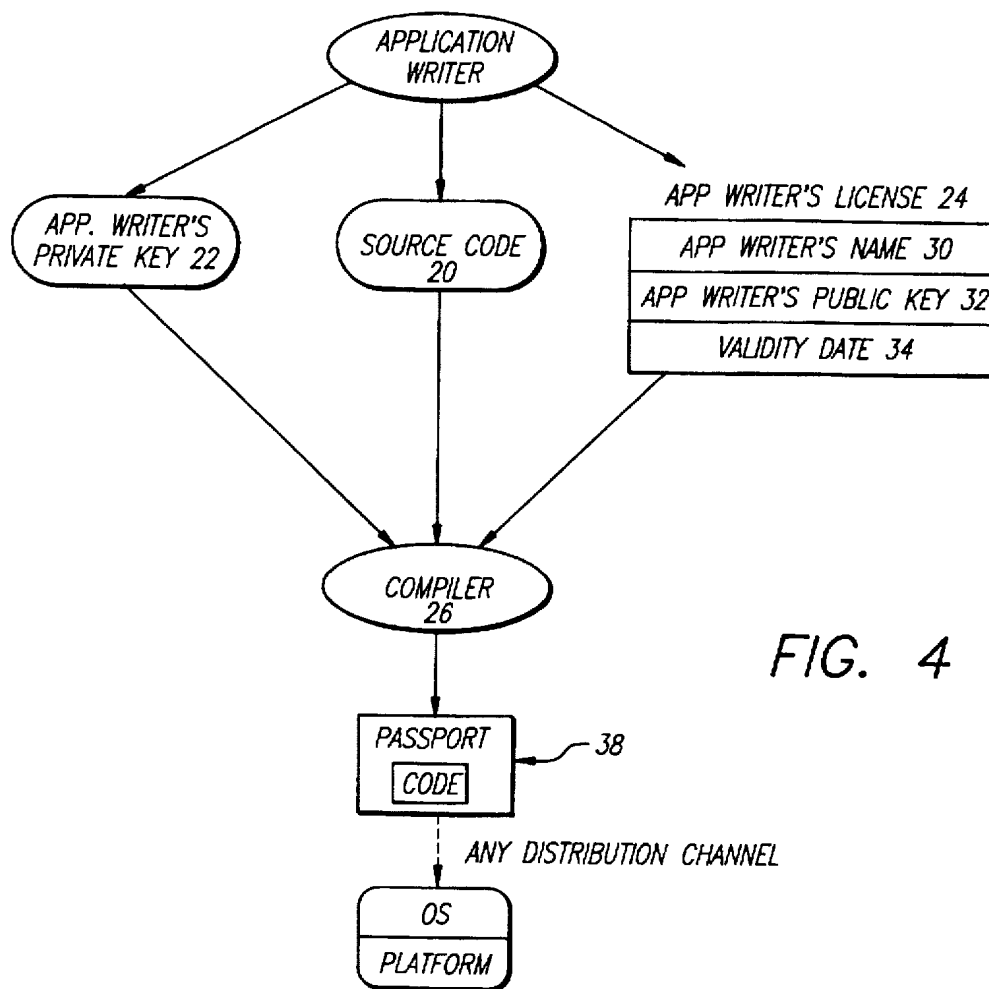 APPLICATION
WRITER
APP. WRITER'S
PRIVATE KEY 22
SOURCE CODE
20
APP WRITER'S LICENSE 24
APP WRITER'S NAME 30
APP WRITER'S PUBLIC KEY 32
VALIDITY DATE 34
COMPILER
26
FIG. 4
PASSPORT
CODE
38
ANY DISTRIBUTION CHANNEL
OS
PLATFORM